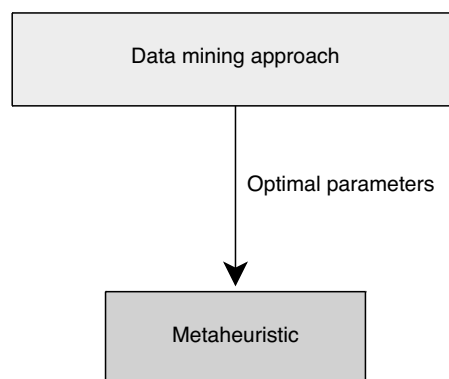 Data mining approach
Optimal parameters
Metaheuristic